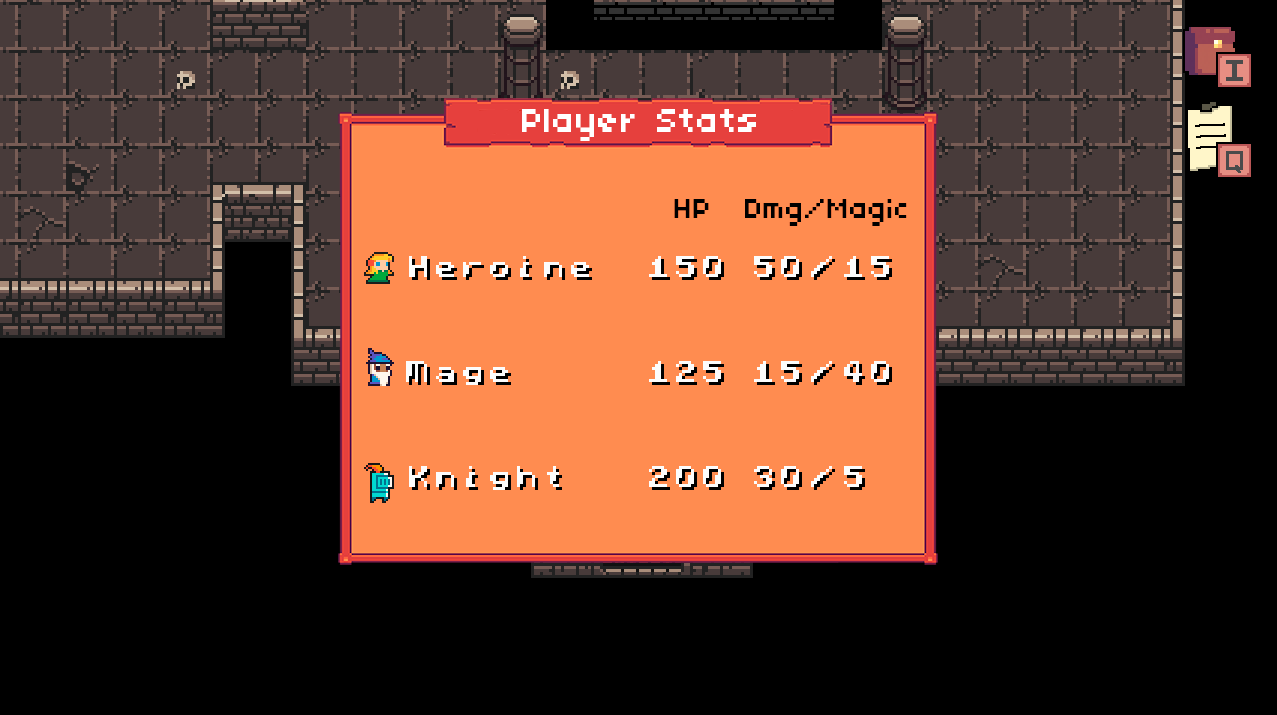 Player Stats
I
HP Dmg/Magic
Q
Heroine 150 50/15
Mage 125 15/40
Knight 200 30/5